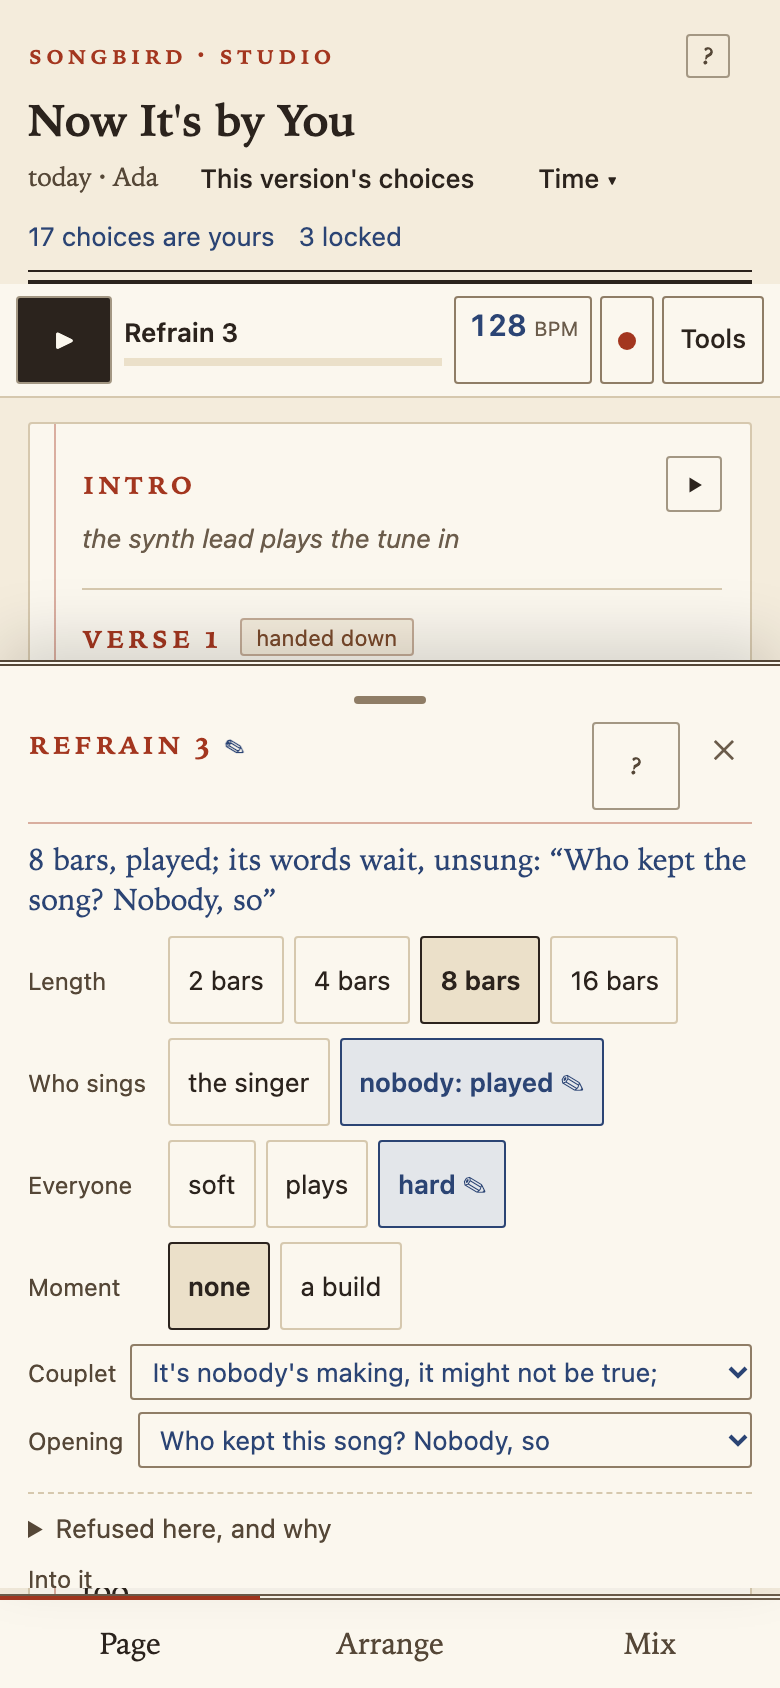 SONGBIRD · STUDIO
?
Now It's by You
today · Ada This version's choices Time ▾
17 choices are yours 3 locked
Refrain 3
128 BPM
Tools
INTRO
the synth lead plays the tune in
VERSE 1 handed down
REFRAIN 3 ✎
?
8 bars, played; its words wait, unsung: “Who kept the
song? Nobody, so”
Length 2 bars 4 bars 8 bars 16 bars
Who sings the singer nobody: played ✎
Everyone soft plays hard ✎
Moment none a build
Couplet It's nobody's making, it might not be true;
Opening Who kept this song? Nobody, so
Refused here, and why
Into it
Page Arrange Mix